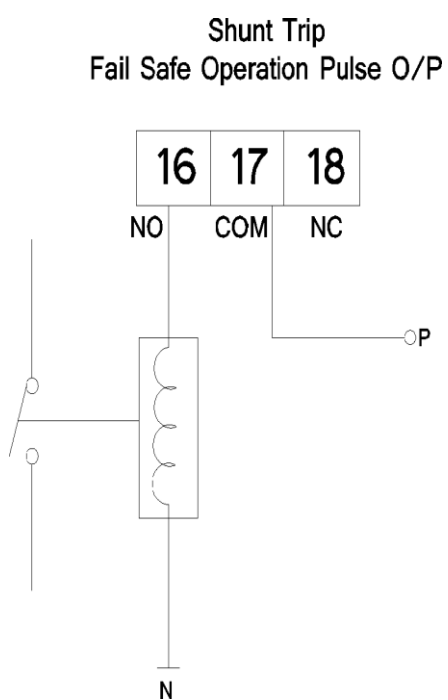 Shunt Trip
Fail Safe Operation Pulse O/P
16 17 18
NO COM NC
P
N